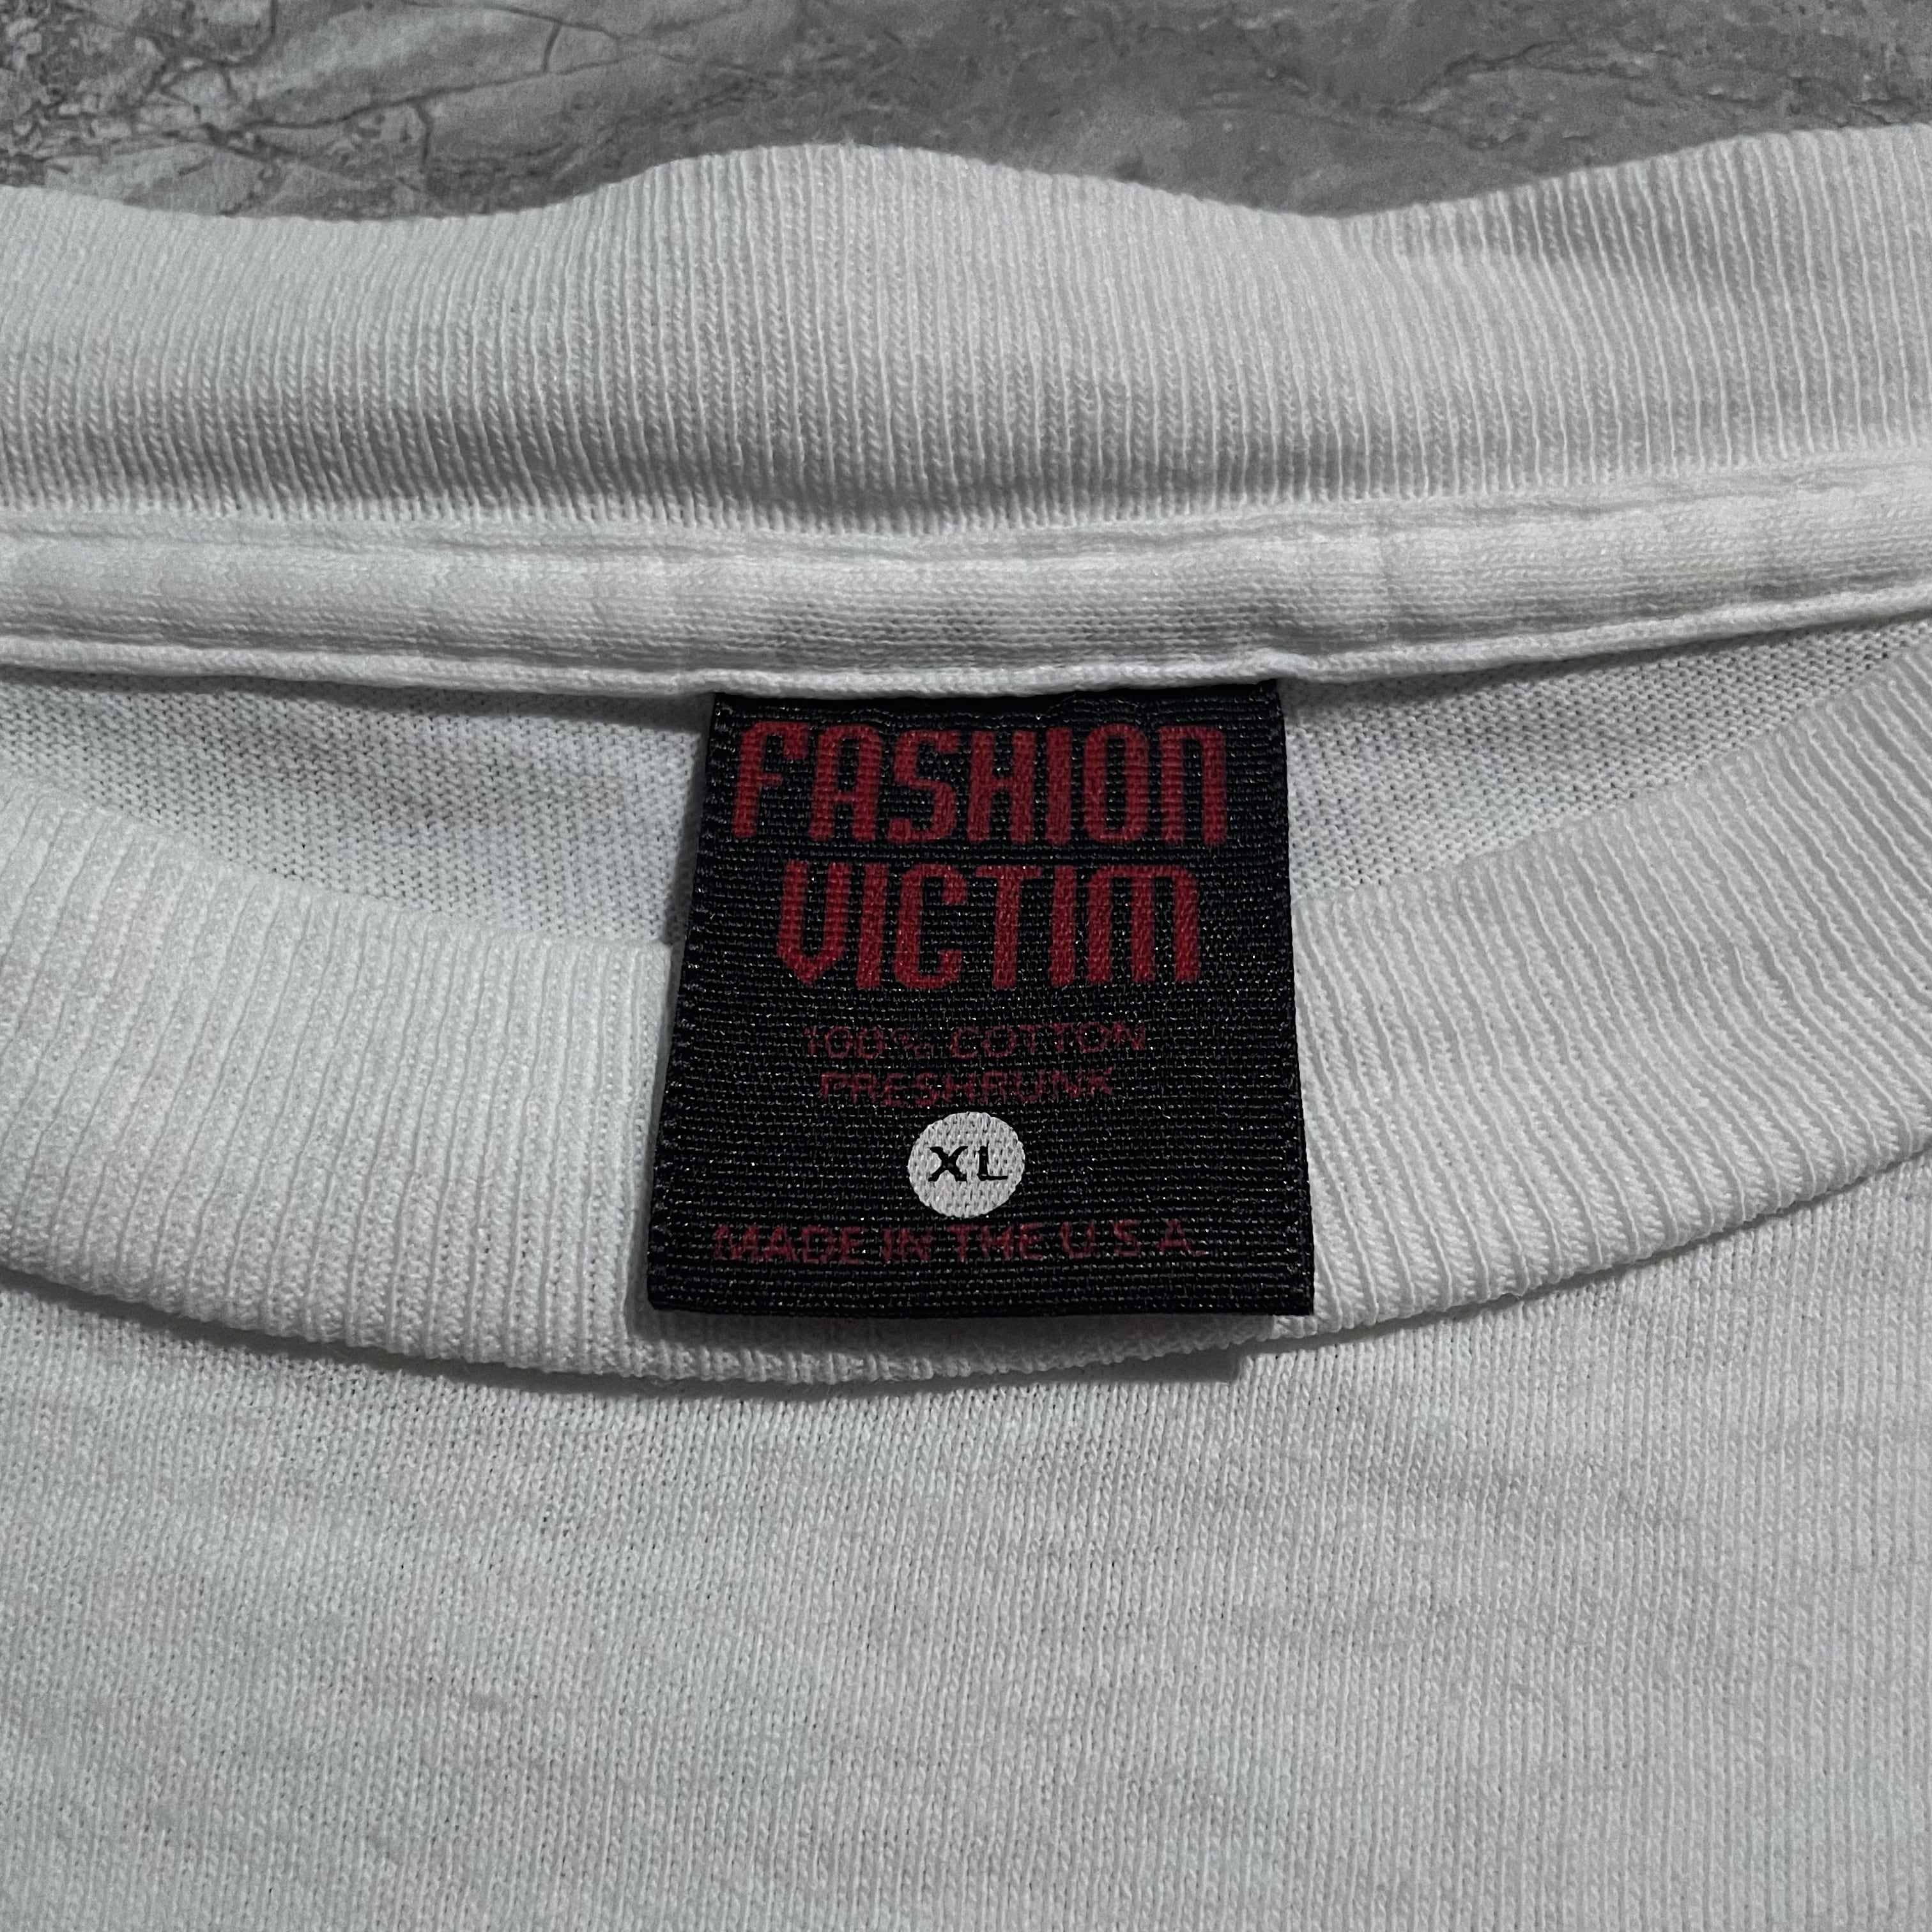 FASHION
VICTIM
100% COTTON
PRESHRUNK
XL
MADE IN THE U.S.A.